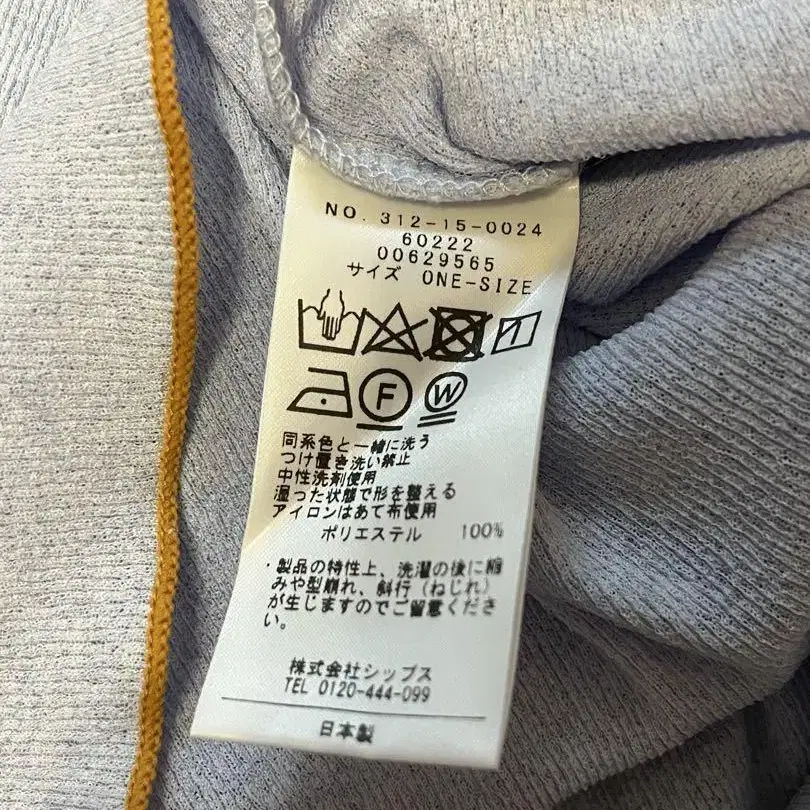 NO. 312-15-0024
60222
00629565
サイズ ONE-SIZE
F W
同系色と一緒に洗う
つけ置き洗い禁止
中性洗剤使用
湿った状態で形を整える
アイロンはあて布使用
ポリエステル 100%
・製品の特性上、洗濯の後に縮
みや型崩れ、斜行（ねじれ）
が生じますのでご留意くださ
い。
株式会社シップス
TEL 0120-444-099
日本製